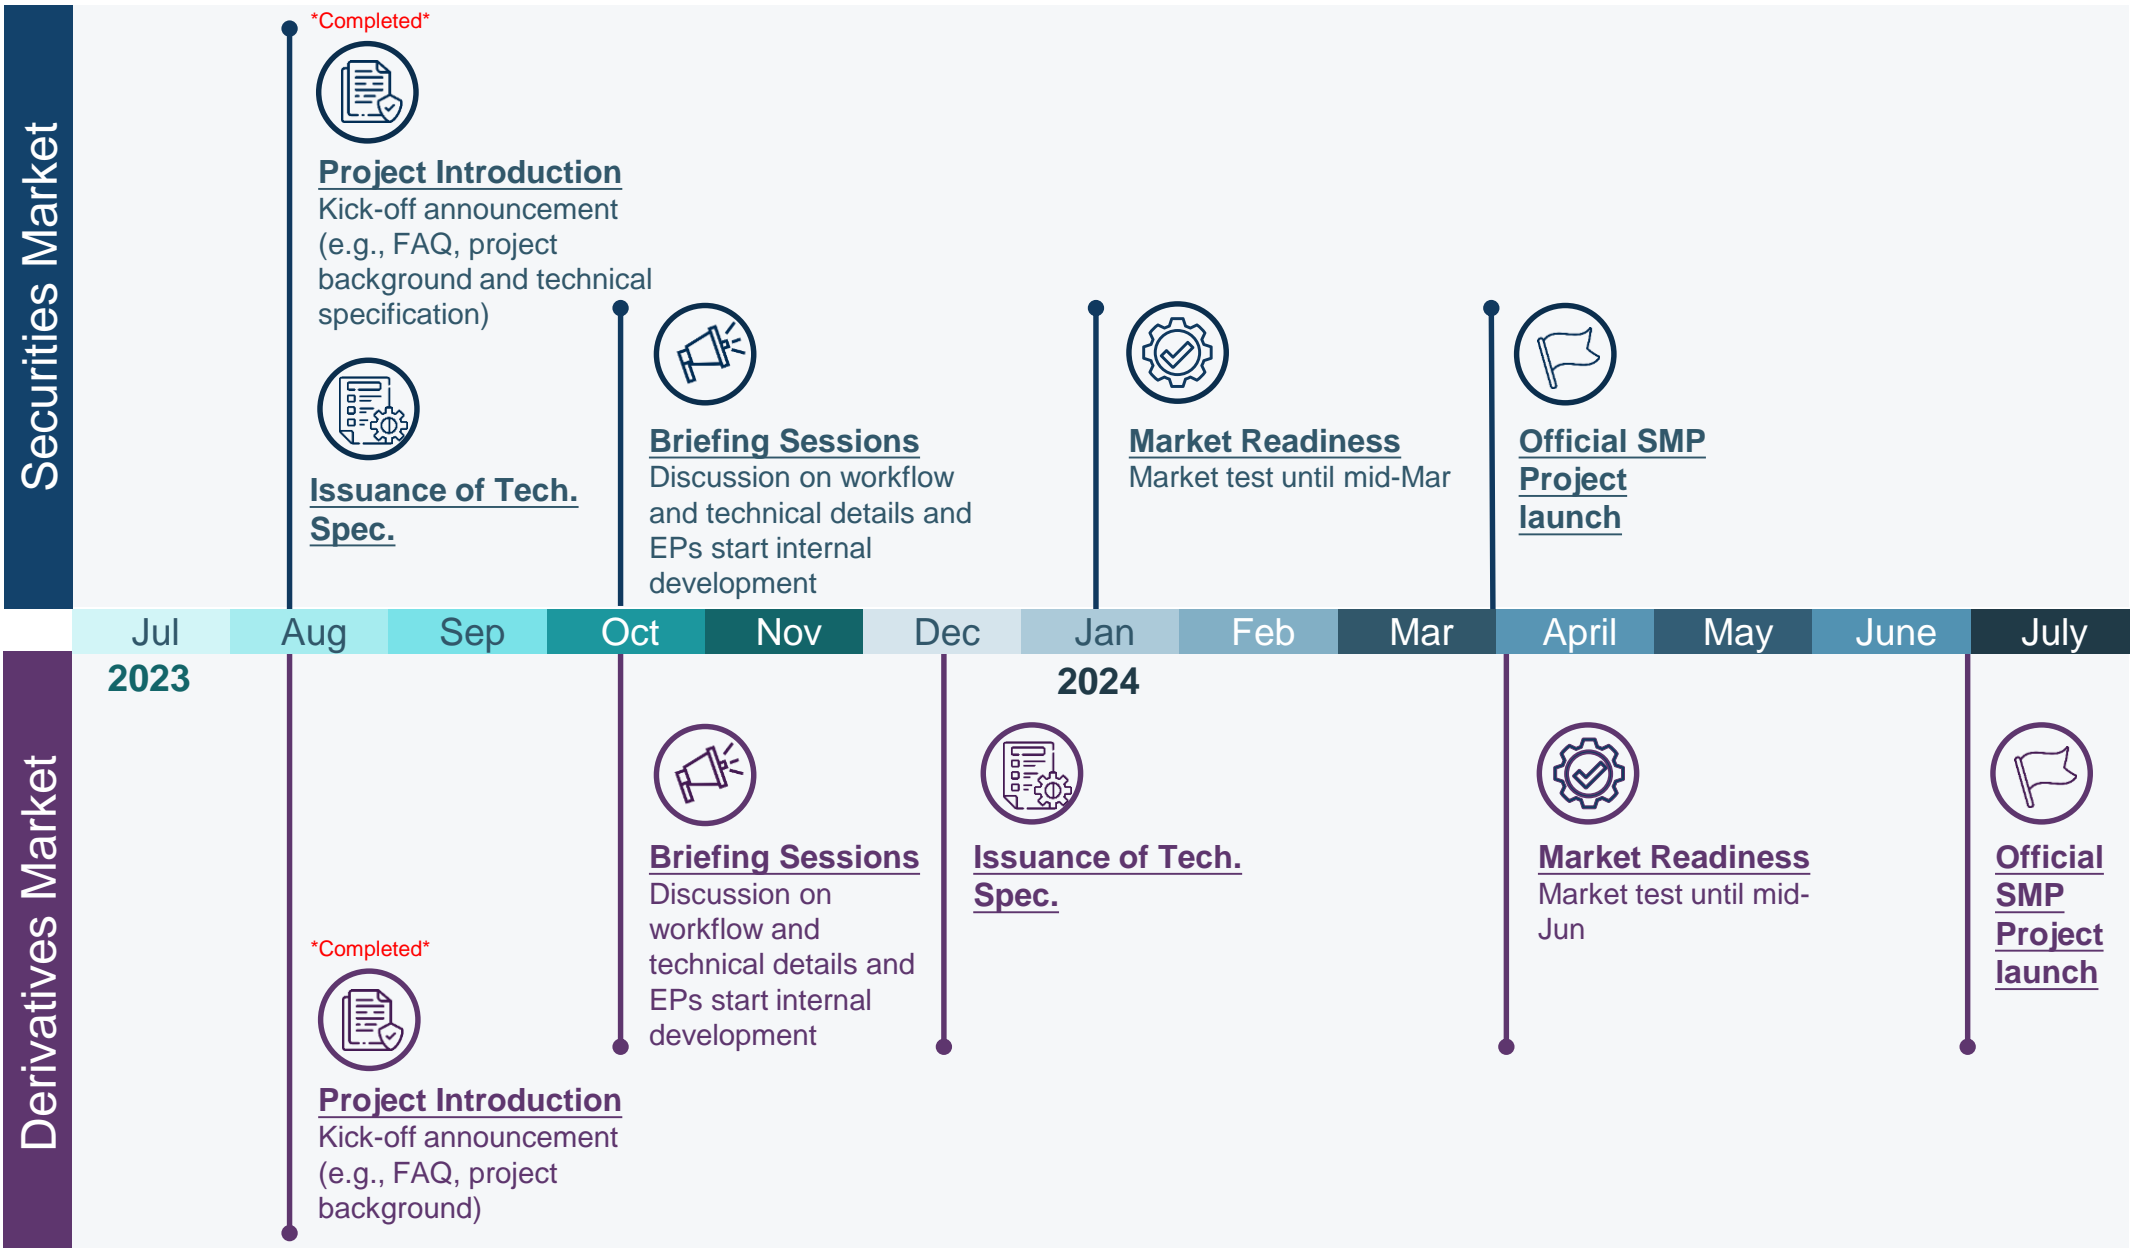 Securities Market
*Completed*
Project Introduction
Kick-off announcement
(e.g., FAQ, project
background and technical
specification)
Issuance of Tech.
Spec.
Briefing Sessions
Discussion on workflow
and technical details and
EPs start internal
development
Market Readiness
Market test until mid-Mar
Official SMP
Project
launch
Jul Aug Sep Oct Nov Dec Jan Feb Mar April May June July
2023 2024
Derivatives Market
*Completed*
Project Introduction
Kick-off announcement
(e.g., FAQ, project
background)
Briefing Sessions
Discussion on
workflow and
technical details and
EPs start internal
development
Issuance of Tech.
Spec.
Market Readiness
Market test until mid-
Jun
Official
SMP
Project
launch